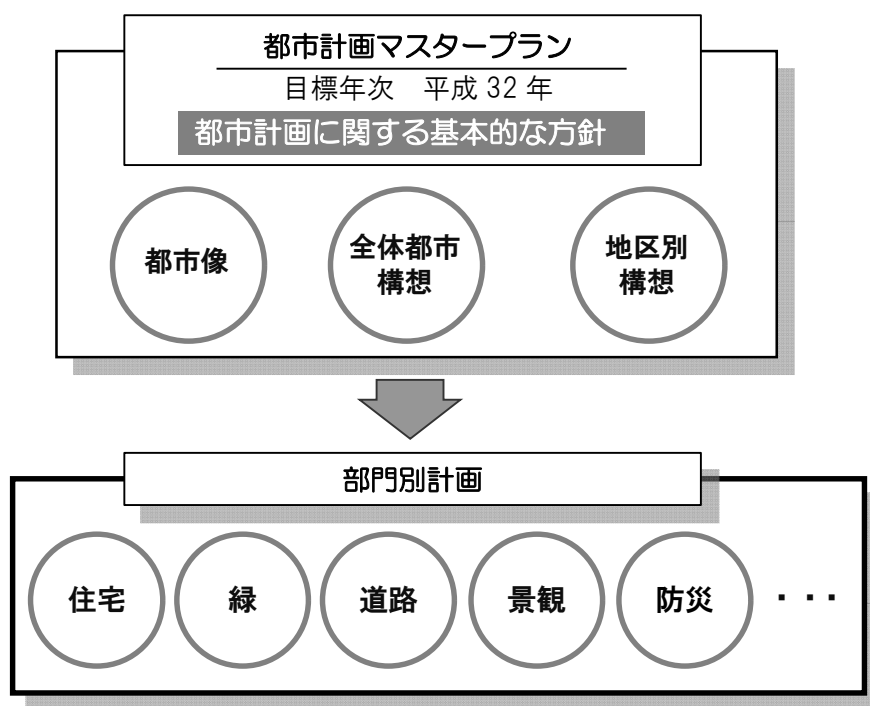 都市計画マスタープラン
目標年次　平成 32 年
都市計画に関する基本的な方針
都市像
全体都市
構想
地区別
構想
部門別計画
住宅
緑
道路
景観
防災
・・・